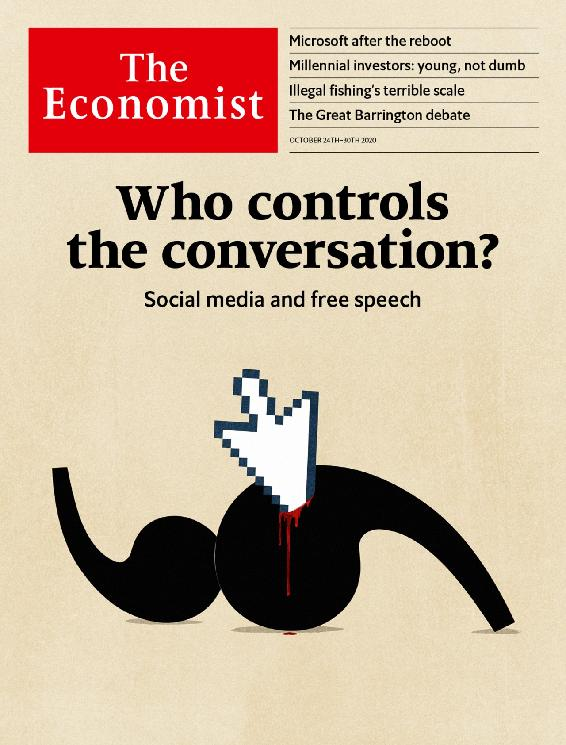 The
Economist
Microsoft after the reboot
Millennial investors: young, not dumb
Illegal fishing's terrible scale
The Great Barrington debate
OCTOBER 24TH–30TH 2020
Who controls
the conversation?
Social media and free speech